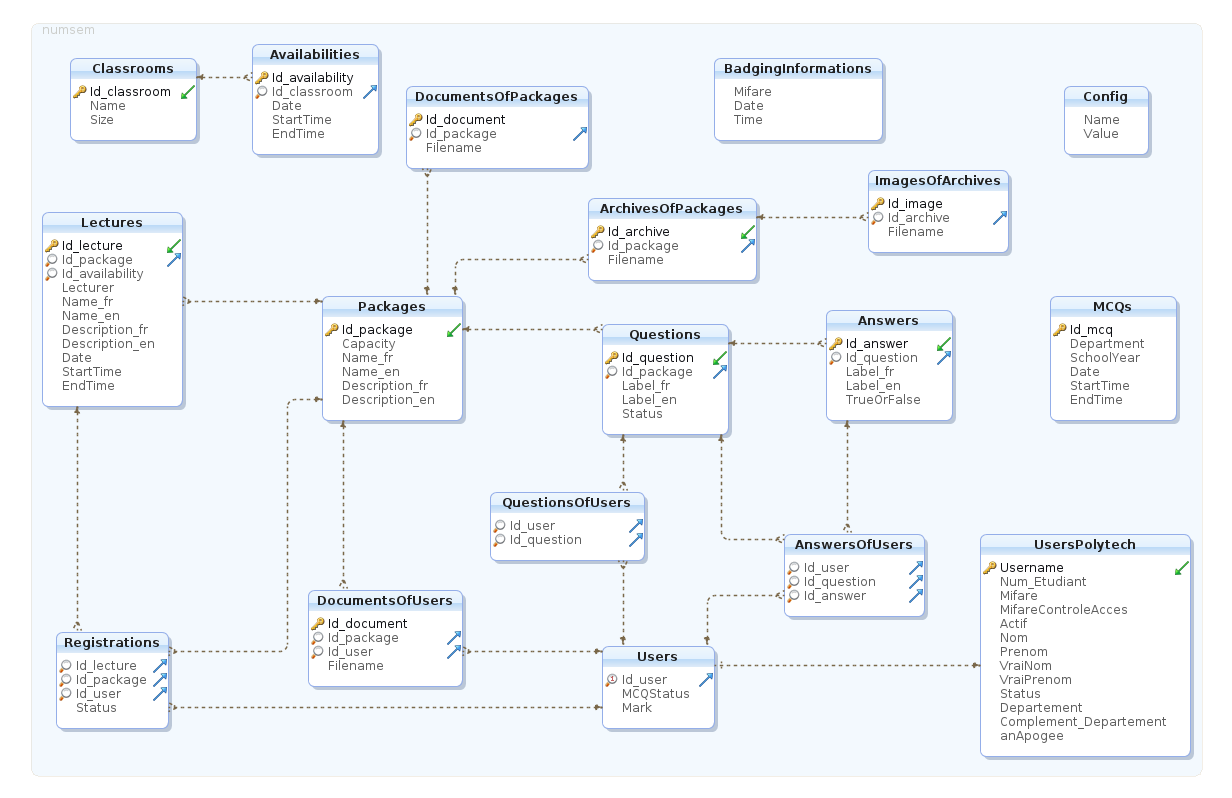 numsem
Classrooms
Id_classroom
Name
Size
Availabilities
Id_availability
Id_classroom
Date
StartTime
EndTime
DocumentsOfPackages
Id_document
Id_package
Filename
BadgingInformations
Mifare
Date
Time
Config
Name
Value
ImagesOfArchives
Id_image
Id_archive
Filename
ArchivesOfPackages
Id_archive
Id_package
Filename
Lectures
Id_lecture
Id_package
Id_availability
Lecturer
Name_fr
Name_en
Description_fr
Description_en
Date
StartTime
EndTime
Packages
Id_package
Capacity
Name_fr
Name_en
Description_fr
Description_en
Questions
Id_question
Id_package
Label_fr
Label_en
Status
Answers
Id_answer
Id_question
Label_fr
Label_en
TrueOrFalse
MCQs
Id_mcq
Department
SchoolYear
Date
StartTime
EndTime
QuestionsOfUsers
Id_user
Id_question
AnswersOfUsers
Id_user
Id_question
Id_answer
UsersPolytech
Username
Num_Etudiant
Mifare
MifareControleAcces
Actif
Nom
Prenom
VraiNom
VraiPrenom
Status
Departement
Complement_Departement
anApogee
DocumentsOfUsers
Id_document
Id_package
Id_user
Filename
Registrations
Id_lecture
Id_package
Id_user
Status
Users
1
Id_user
MCQStatus
Mark